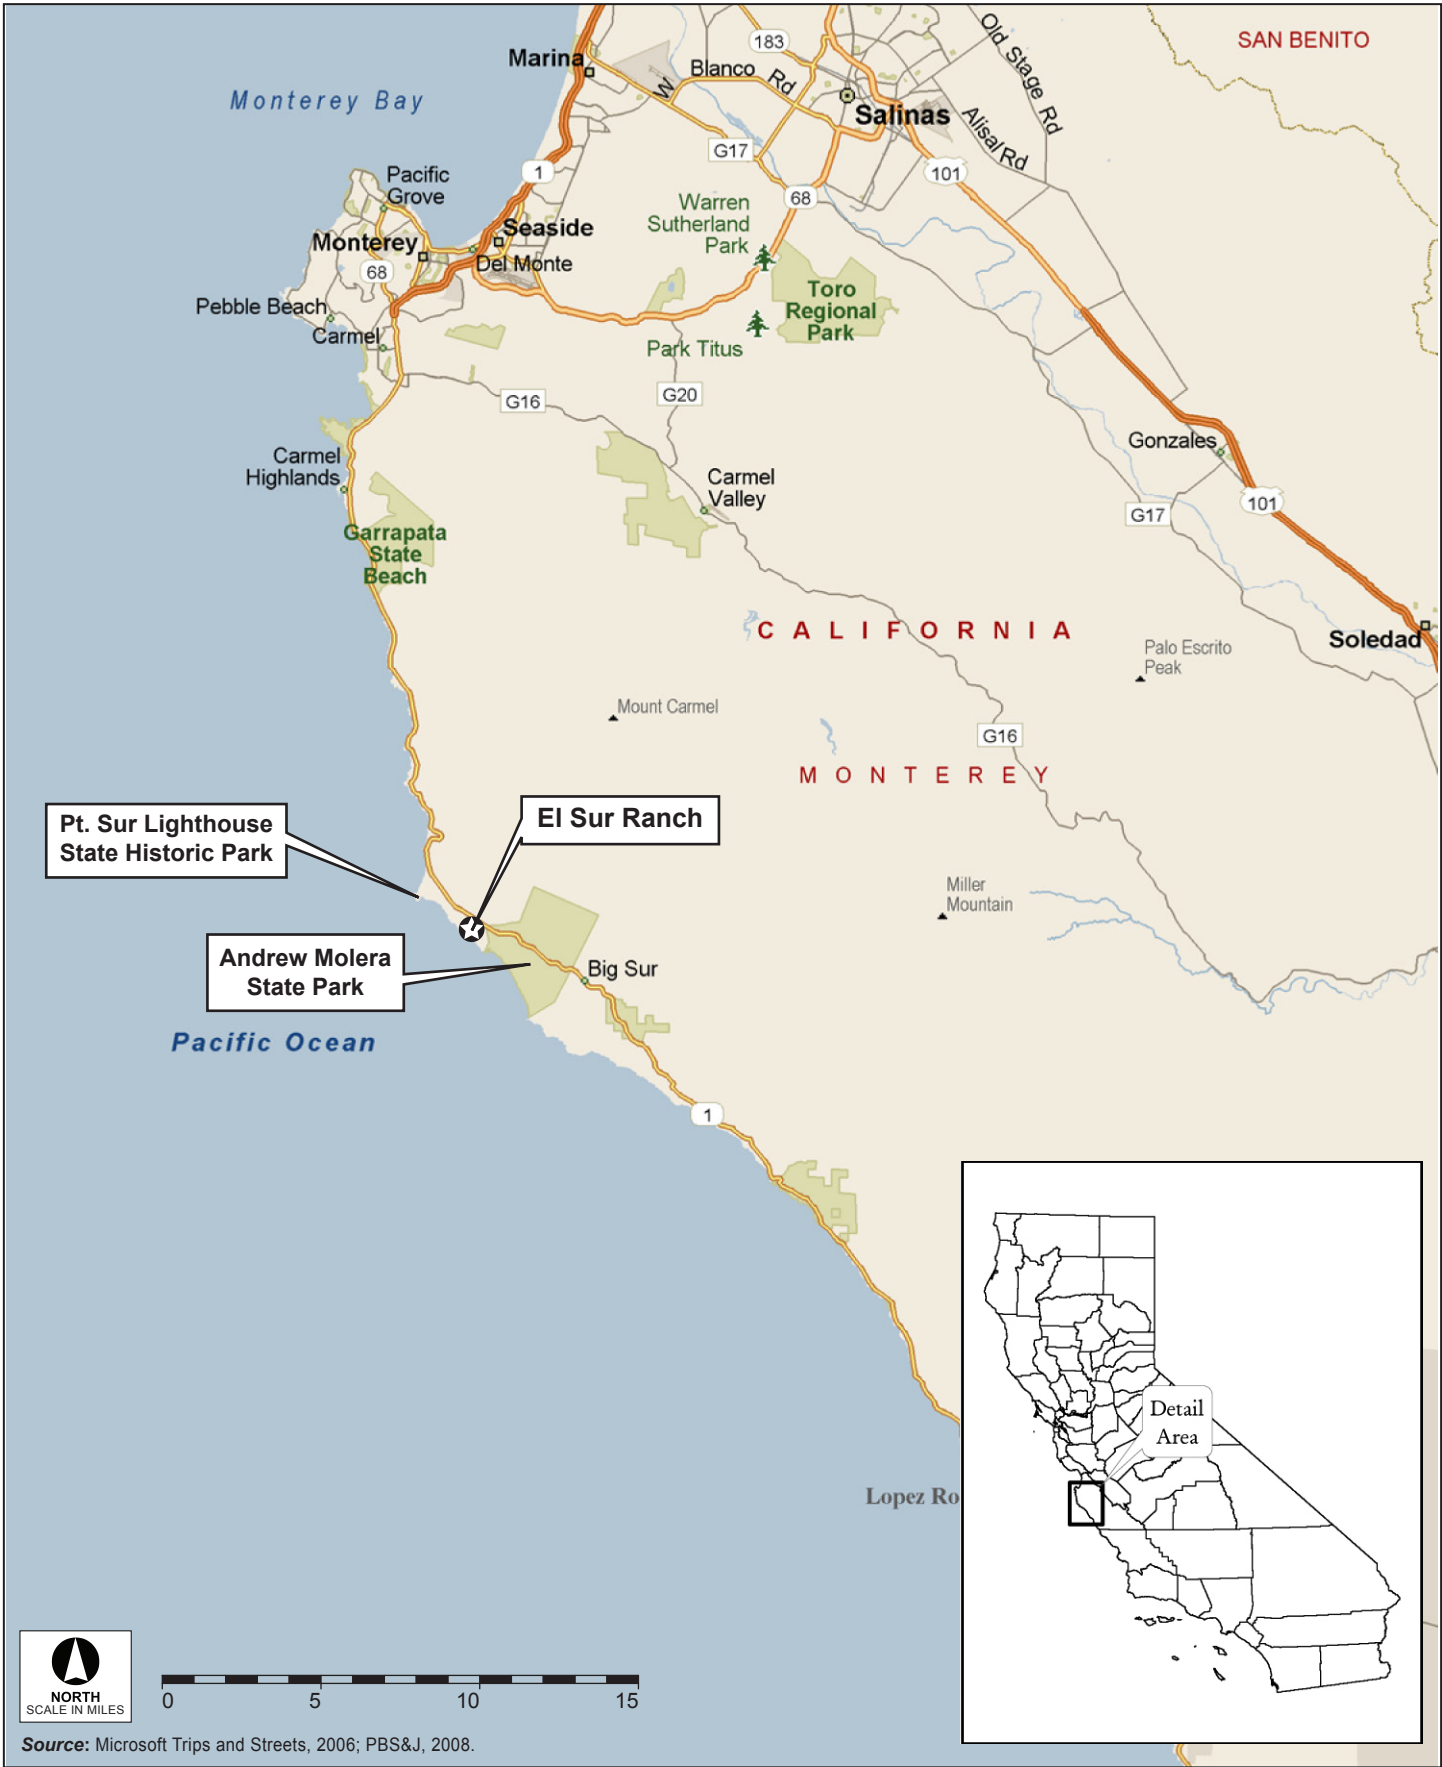 SAN BENITO
183
Old Stage Rd
Marina
W Blanco Rd
Monterey Bay
Salinas
Alisal Rd
G17
1
101
Pacific
Grove
68
Warren
Sutherland
Park
Seaside
Monterey
Del Monte
68
Toro
Regional
Park
Pebble Beach
Carmel
Park Titus
G16
G20
Gonzales
Carmel
Highlands
Carmel
Valley
101
G17
Garrapata
State
Beach
CALIFORNIA
Soledad
Palo Escrito
Peak
Mount Carmel
G16
MONTEREY
Pt. Sur Lighthouse
State Historic Park
El Sur Ranch
Miller
Mountain
Andrew Molera
State Park
Big Sur
Pacific Ocean
1
Detail
Area
Lopez Ro
NORTH
SCALE IN MILES
0 5 10 15
Source: Microsoft Trips and Streets, 2006; PBS&J, 2008.